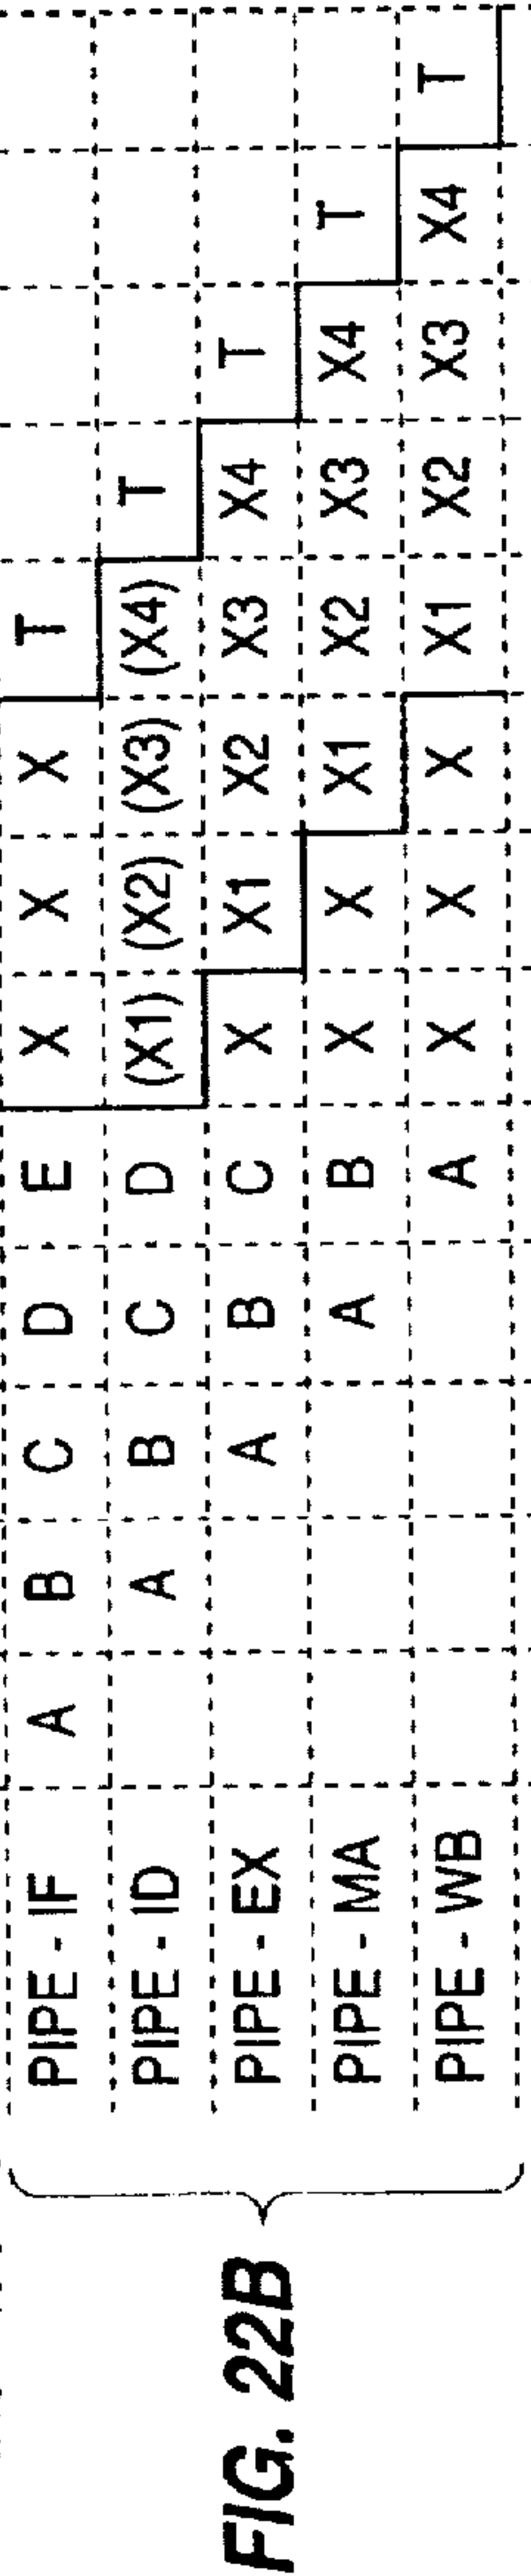 PIPE - IF A B C D E X X X T
PIPE - ID A B C D (X1) (X2) (X3) (X4) T
PIPE - EX A B C X X1 X2 X3 X4 T
PIPE - MA A B X X X1 X2 X3 X4 T
PIPE - WB A X X X X1 X2 X3 X4 T
FIG. 22B